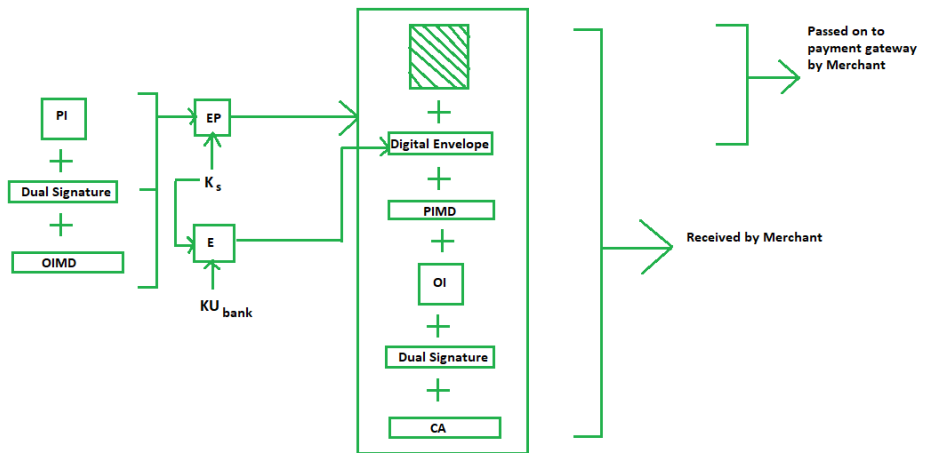 PI
+
Dual Signature
+
OIMD
EP
K s
E
KU bank
+
Digital Envelope
+
PIMD
+
OI
+
Dual Signature
+
CA
Passed on to
payment gateway
by Merchant
Received by Merchant